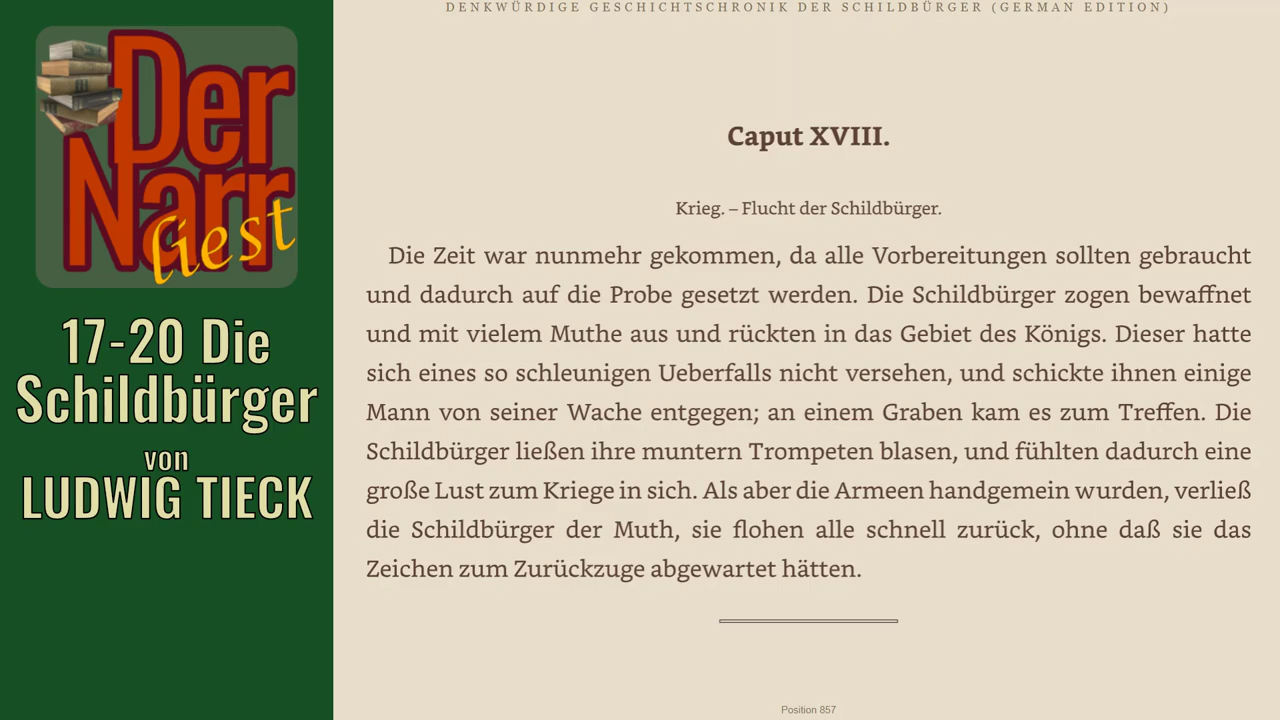 Der
Narr
liest
17-20 Die
Schildbürger
von
LUDWIG TIECK
DENKWÜRDIGE GESCHICHTSCHRONIK DER SCHILDBÜRGER (GERMAN EDITION)
Caput XVIII.
Krieg. – Flucht der Schildbürger.
Die Zeit war nunmehr gekommen, da alle Vorbereitungen sollten gebraucht
und dadurch auf die Probe gesetzt werden. Die Schildbürger zogen bewaffnet
und mit vielem Muthe aus und rückten in das Gebiet des Königs. Dieser hatte
sich eines so schleunigen Ueberfalls nicht versehen, und schickte ihnen einige
Mann von seiner Wache entgegen; an einem Graben kam es zum Treffen. Die
Schildbürger ließen ihre muntern Trompeten blasen, und fühlten dadurch eine
große Lust zum Kriege in sich. Als aber die Armeen handgemein wurden, verließ
die Schildbürger der Muth, sie flohen alle schnell zurück, ohne daß sie das
Zeichen zum Zurückzuge abgewartet hätten.
Position 857